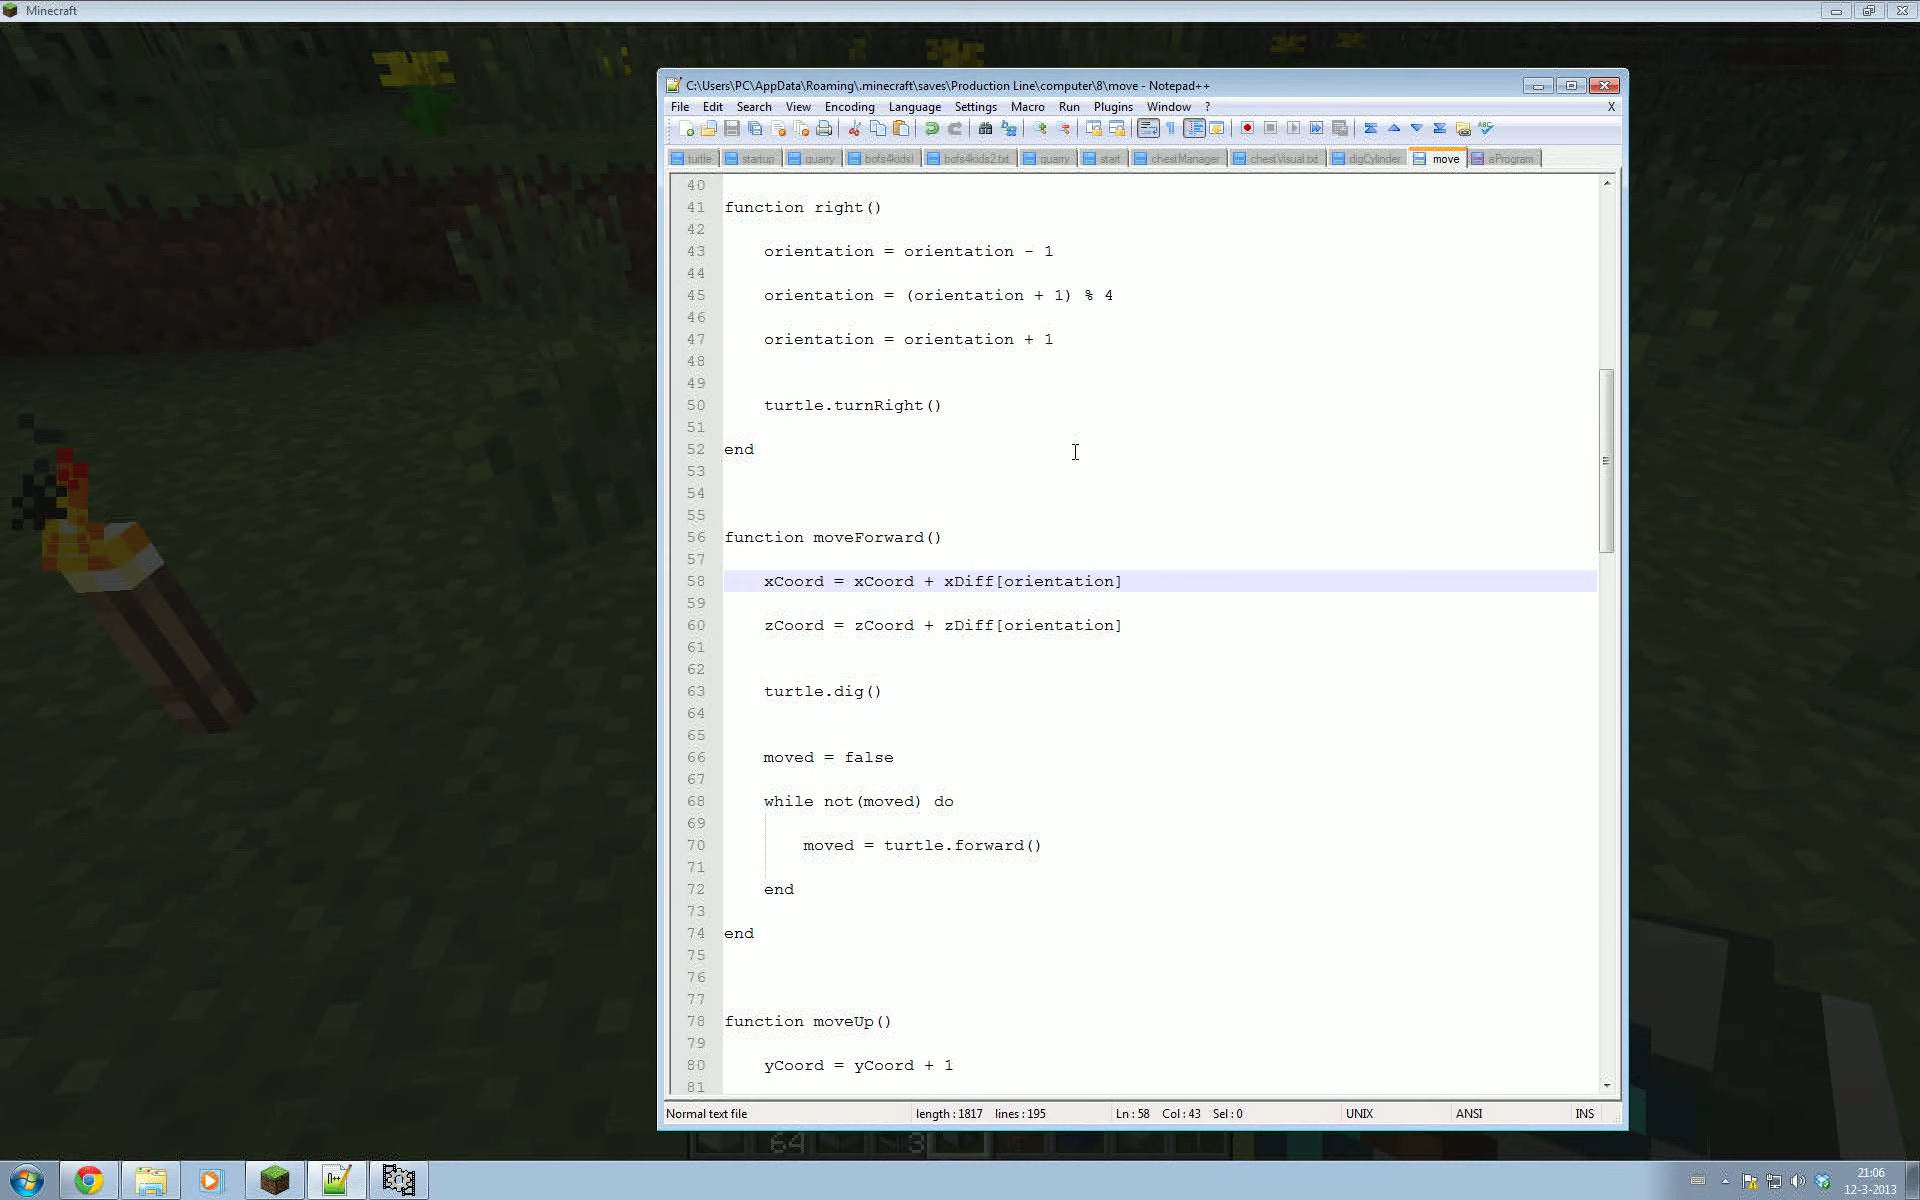 Minecraft
C:\Users\PC\AppData\Roaming\.minecraft\saves\Production Line\computer\8\move - Notepad++
File Edit Search View Encoding Language Settings Macro Run Plugins Window ? X
turtle startup quarry bofs4kids1 bofs4kids2.txt quarry start chestManager chestVisual.txt digCylinder move aProgram
40
41 function right()
42
43 orientation = orientation - 1
44
45 orientation = (orientation + 1) % 4
46
47 orientation = orientation + 1
48
49
50 turtle.turnRight()
51
52 end
53
54
55
56 function moveForward()
57
58 xCoord = xCoord + xDiff[orientation]
59
60 zCoord = zCoord + zDiff[orientation]
61
62
63 turtle.dig()
64
65
66 moved = false
67
68 while not(moved) do
69
70 moved = turtle.forward()
71
72 end
73
74 end
75
76
77
78 function moveUp()
79
80 yCoord = yCoord + 1
81
Normal text file length : 1817 lines : 195 Ln : 58 Col : 43 Sel : 0 UNIX ANSI INS
64 3
21:06
12-3-2013